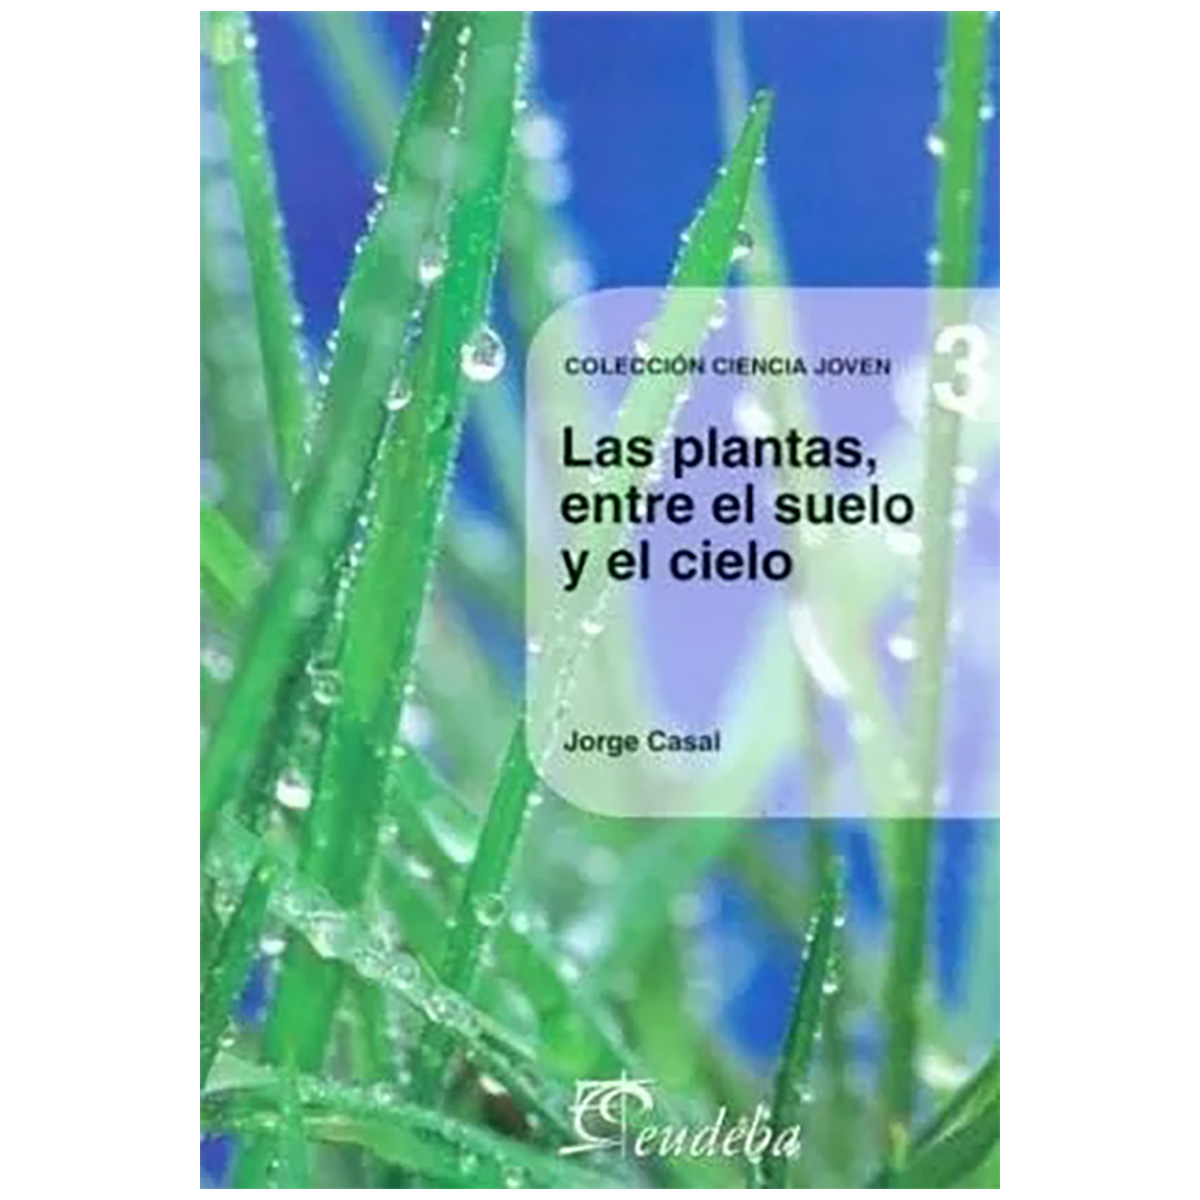 COLECCIÓN CIENCIA JOVEN 3
Las plantas,
entre el suelo
y el cielo
Jorge Casal
eudeba